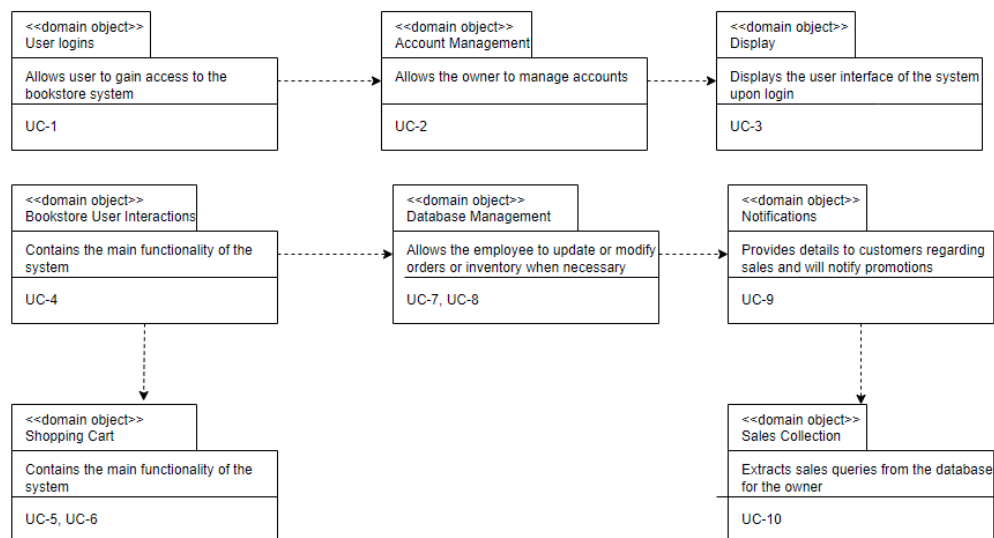 <<domain object>>
User logins
Allows user to gain access to the
bookstore system
UC-1
<<domain object>>
Account Management
Allows the owner to manage accounts
UC-2
<<domain object>>
Display
Displays the user interface of the system
upon login
UC-3
<<domain object>>
Bookstore User Interactions
Contains the main functionality of the
system
UC-4
<<domain object>>
Database Management
Allows the employee to update or modify
orders or inventory when necessary
UC-7, UC-8
<<domain object>>
Notifications
Provides details to customers regarding
sales and will notify promotions
UC-9
<<domain object>>
Shopping Cart
Contains the main functionality of the
system
UC-5, UC-6
<<domain object>>
Sales Collection
Extracts sales queries from the database
for the owner
UC-10